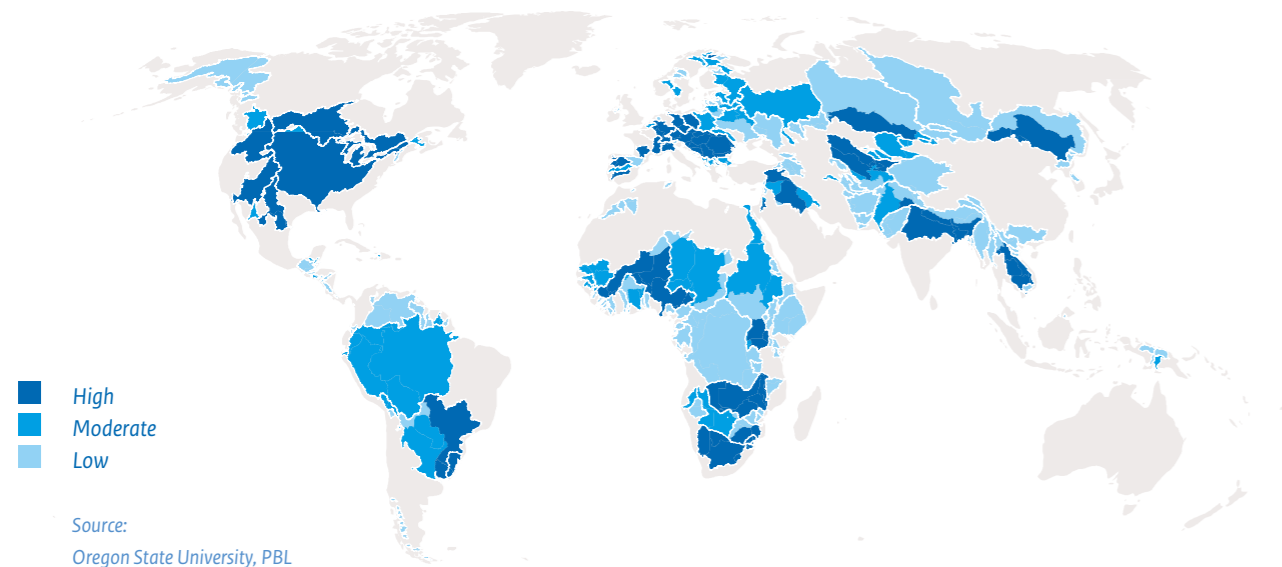 High
Moderate
Low
Source:
Oregon State University, PBL